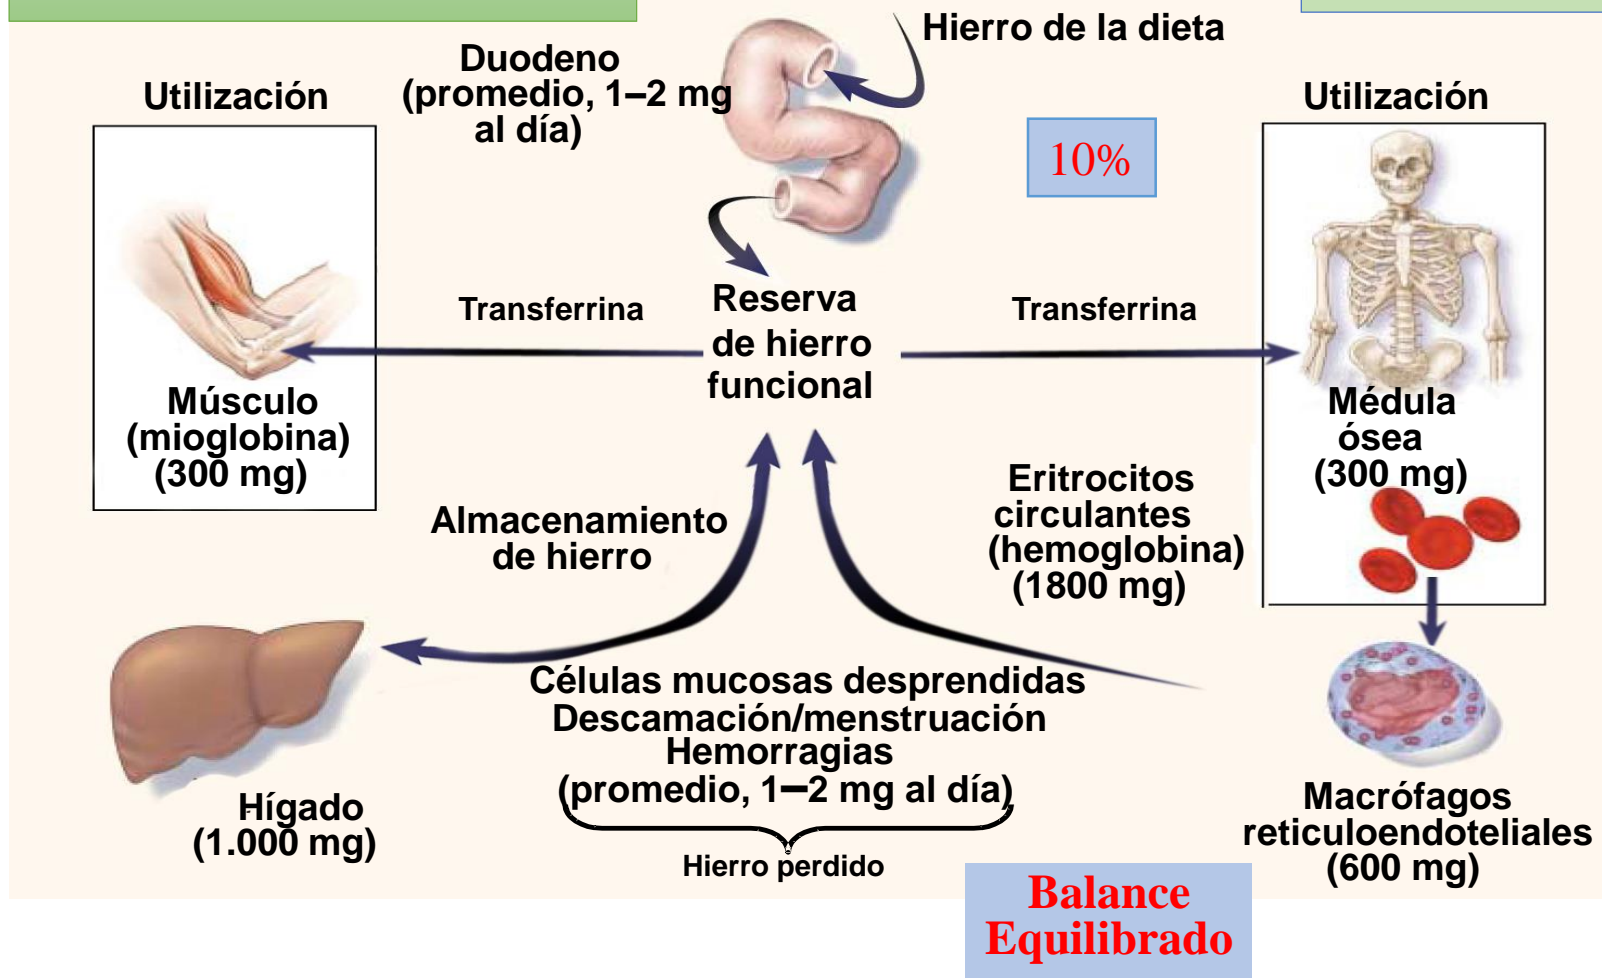 Hierro de la dieta
Duodeno
(promedio, 1–2 mg
al día)
Utilización
Utilización
10%
Transferrina
Reserva
de hierro
funcional
Transferrina
Músculo
(mioglobina)
(300 mg)
Médula
ósea
(300 mg)
Almacenamiento
de hierro
Eritrocitos
circulantes
(hemoglobina)
(1800 mg)
Células mucosas desprendidas
Descamación/menstruación
Hemorragias
(promedio, 1–2 mg al día)
Hierro perdido
Hígado
(1.000 mg)
Macrófagos
reticuloendoteliales
(600 mg)
Balance
Equilibrado